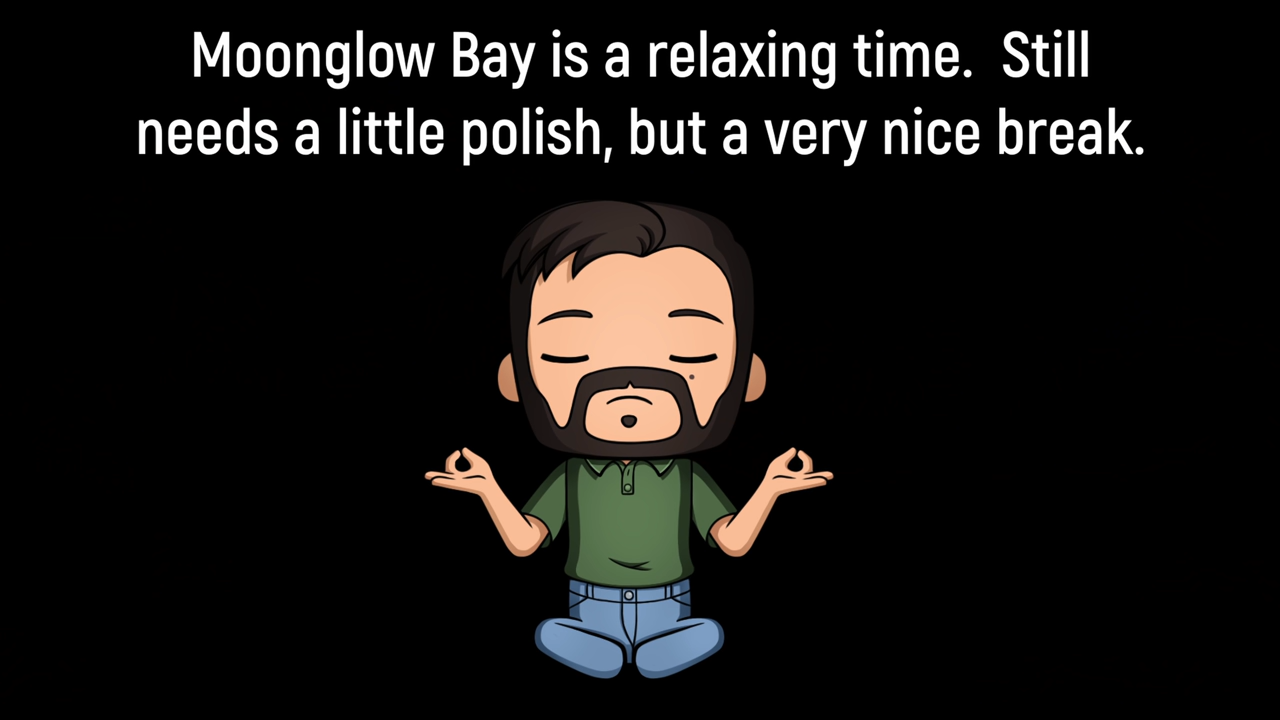 Moonglow Bay is a relaxing time.  Still
needs a little polish, but a very nice break.